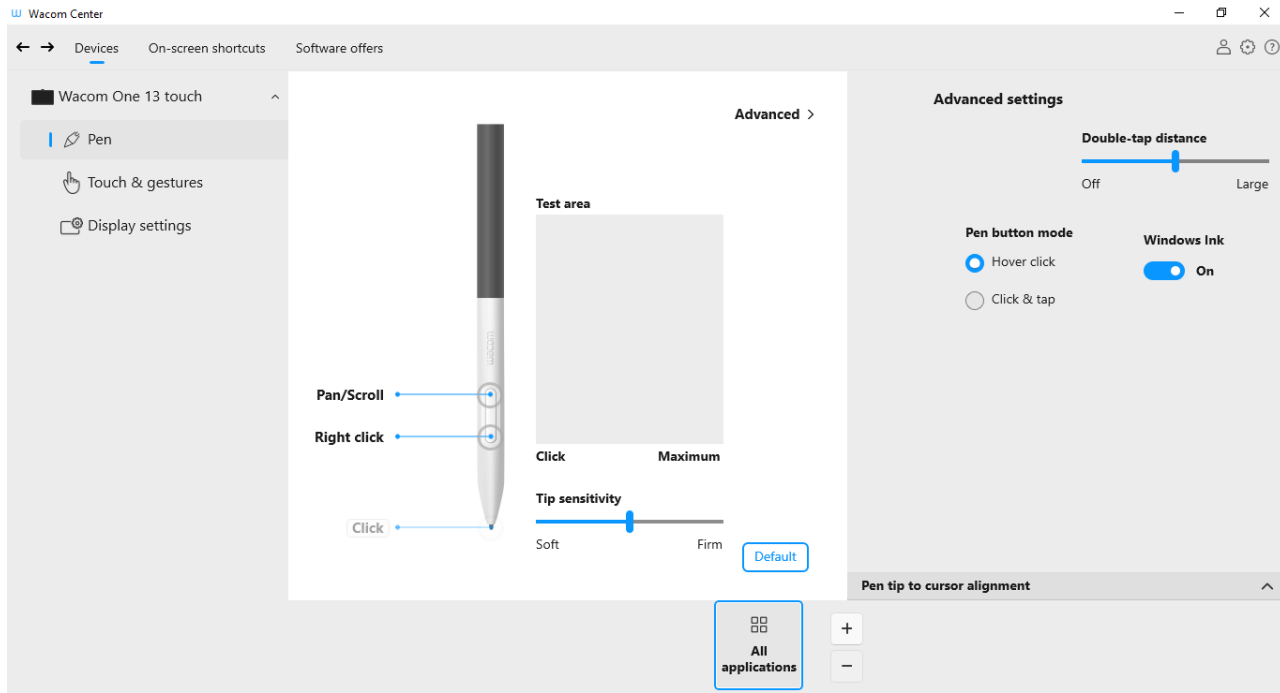 Wacom Center
Devices
On-screen shortcuts
Software offers
Wacom One 13 touch
Pen
Touch & gestures
Display settings
Advanced
Test area
wacom
Pan/Scroll
Right click
Click
Click Maximum
Tip sensitivity
Soft Firm
Default
Advanced settings
Double-tap distance
Off Large
Pen button mode
Hover click
Click & tap
Windows Ink
On
Pen tip to cursor alignment
All
applications